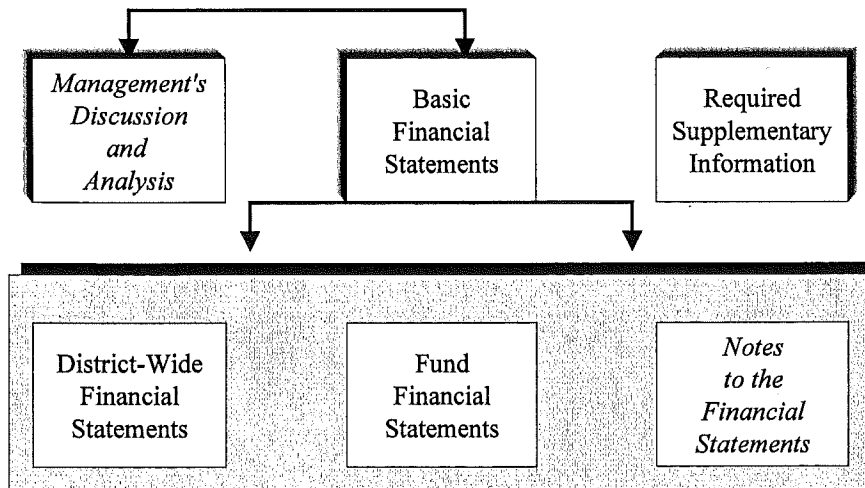 Management's
Discussion
and
Analysis
Basic
Financial
Statements
Required
Supplementary
Information
District-Wide
Financial
Statements
Fund
Financial
Statements
Notes
to the
Financial
Statements